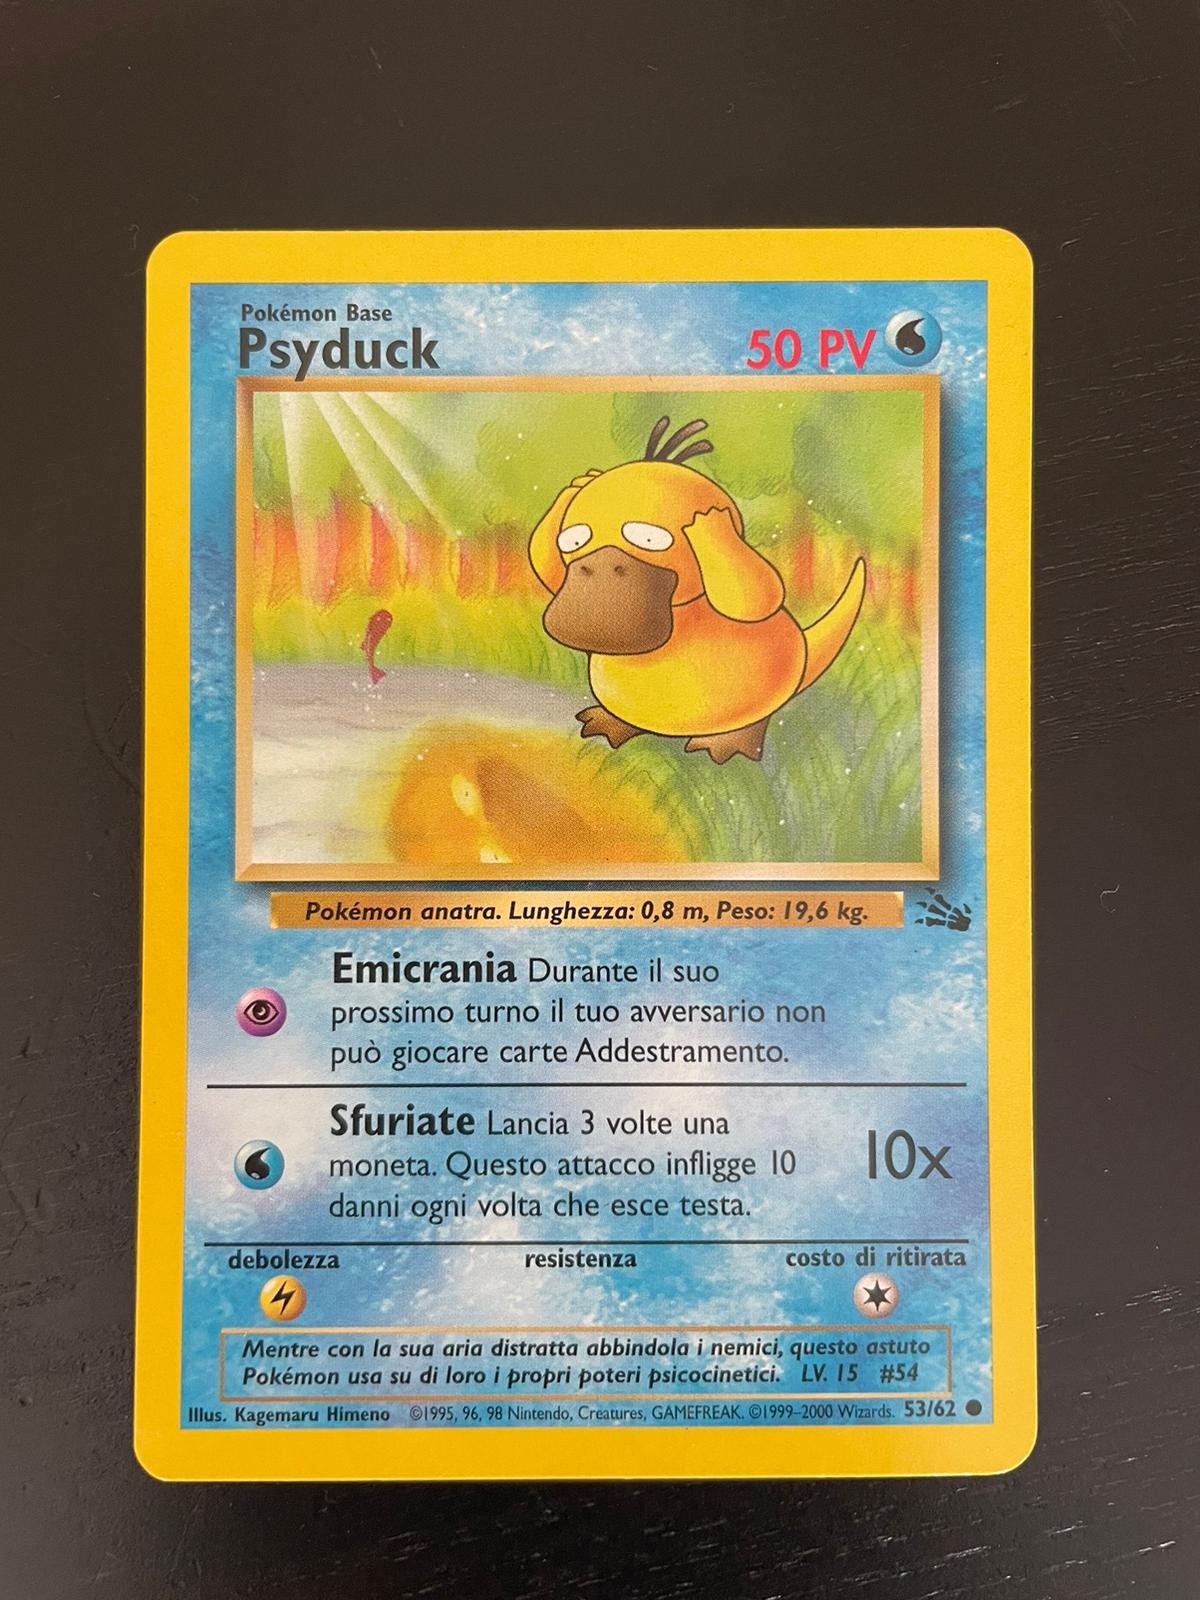 Pokémon Base
Psyduck
50 PV
Pokémon anatra. Lunghezza: 0,8 m, Peso: 19,6 kg.
Emicrania Durante il suo
prossimo turno il tuo avversario non
può giocare carte Addestramento.
Sfuriate Lancia 3 volte una
moneta. Questo attacco infligge 10
danni ogni volta che esce testa.
10x
debolezza resistenza costo di ritirata
Mentre con la sua aria distratta abbindola i nemici, questo astuto
Pokémon usa su di loro i propri poteri psicocinetici. LV. 15 #54
Illus. Kagemaru Himeno ©1995, 96, 98 Nintendo, Creatures, GAMEFREAK. ©1999–2000 Wizards. 53/62